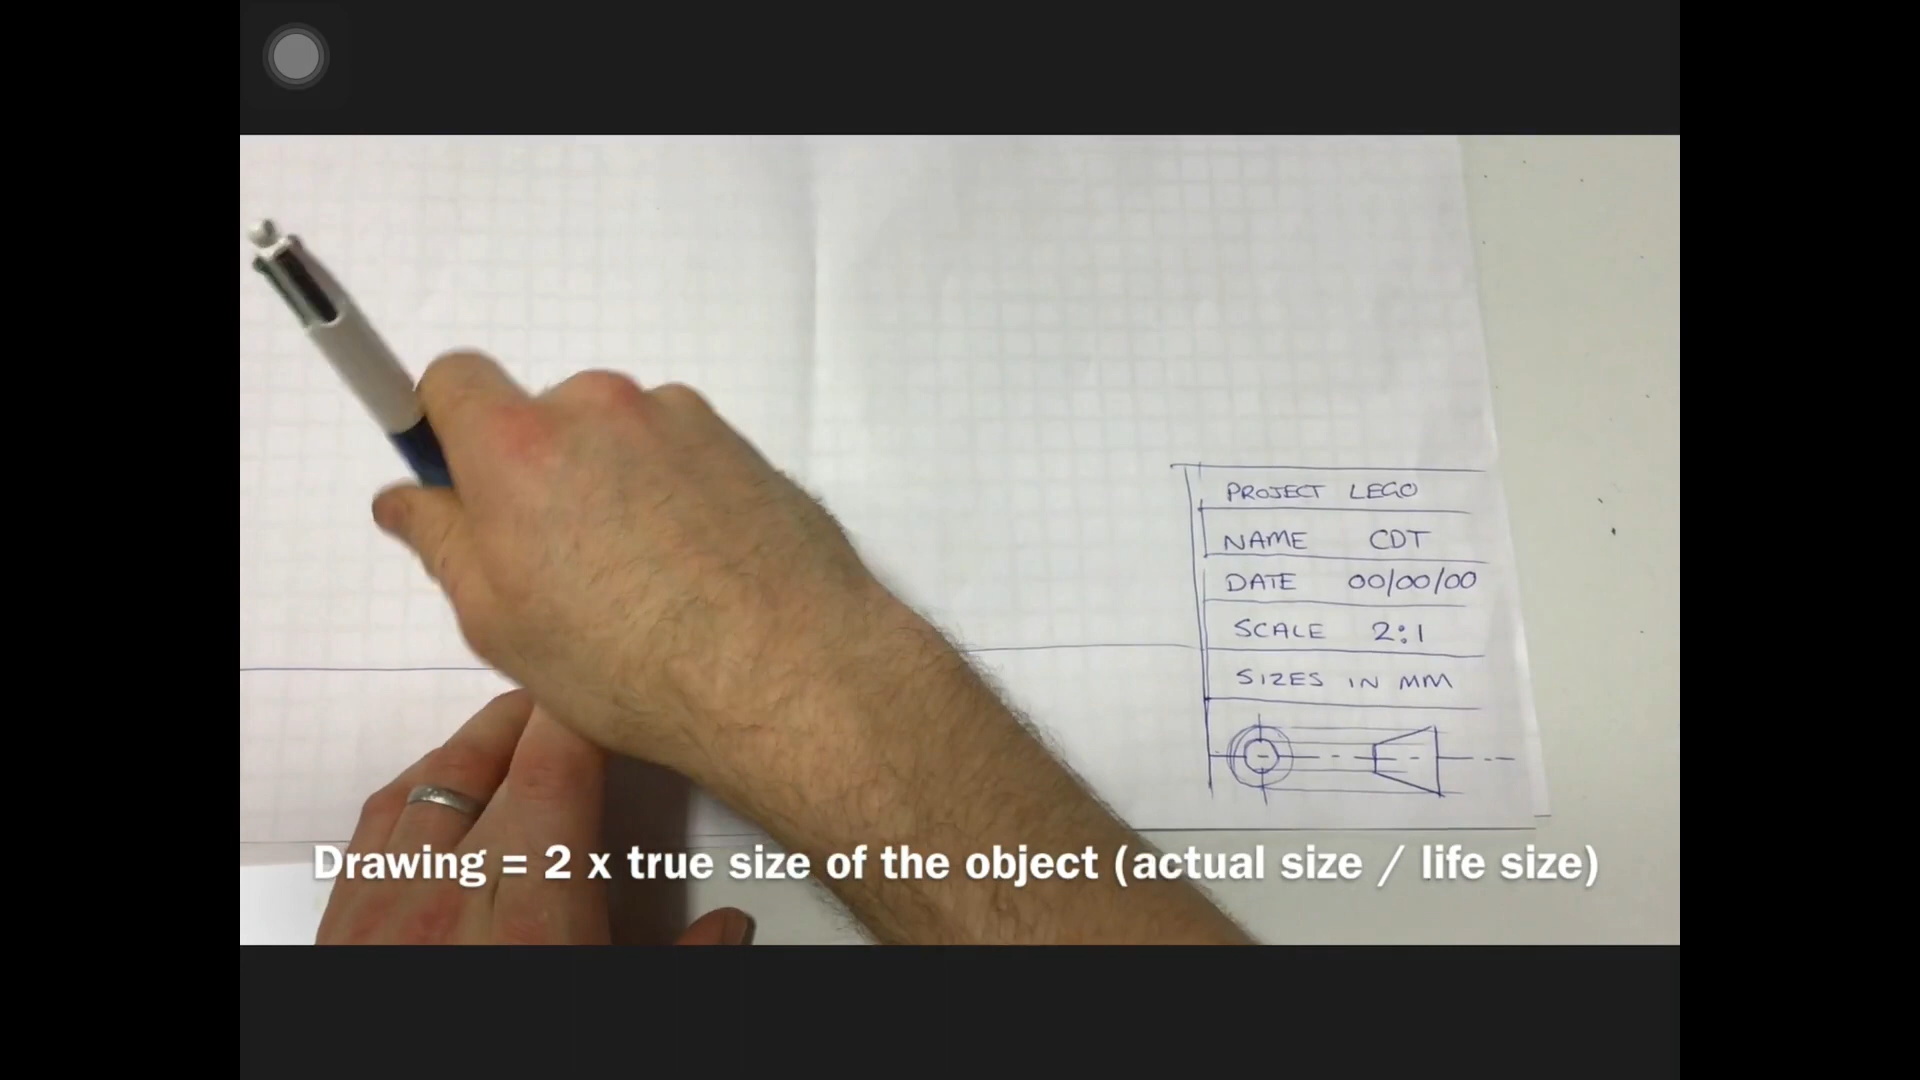 PROJECT LEGO
NAME CDT
DATE 00/00/00
SCALE 2:1
SIZES IN MM
Drawing = 2 x true size of the object (actual size / life size)